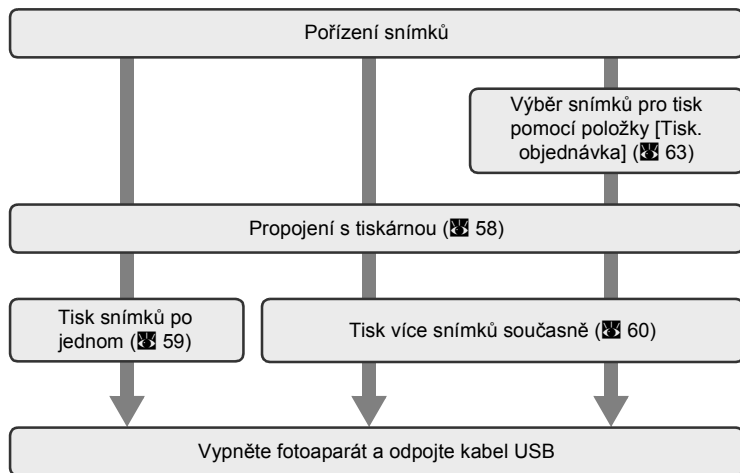 Pořízení snímků
Výběr snímků pro tisk
pomocí položky [Tisk.
objednávka] ( 63)
Propojení s tiskárnou ( 58)
Tisk snímků po
jednom ( 59)
Tisk více snímků současně ( 60)
Vypněte fotoaparát a odpojte kabel USB